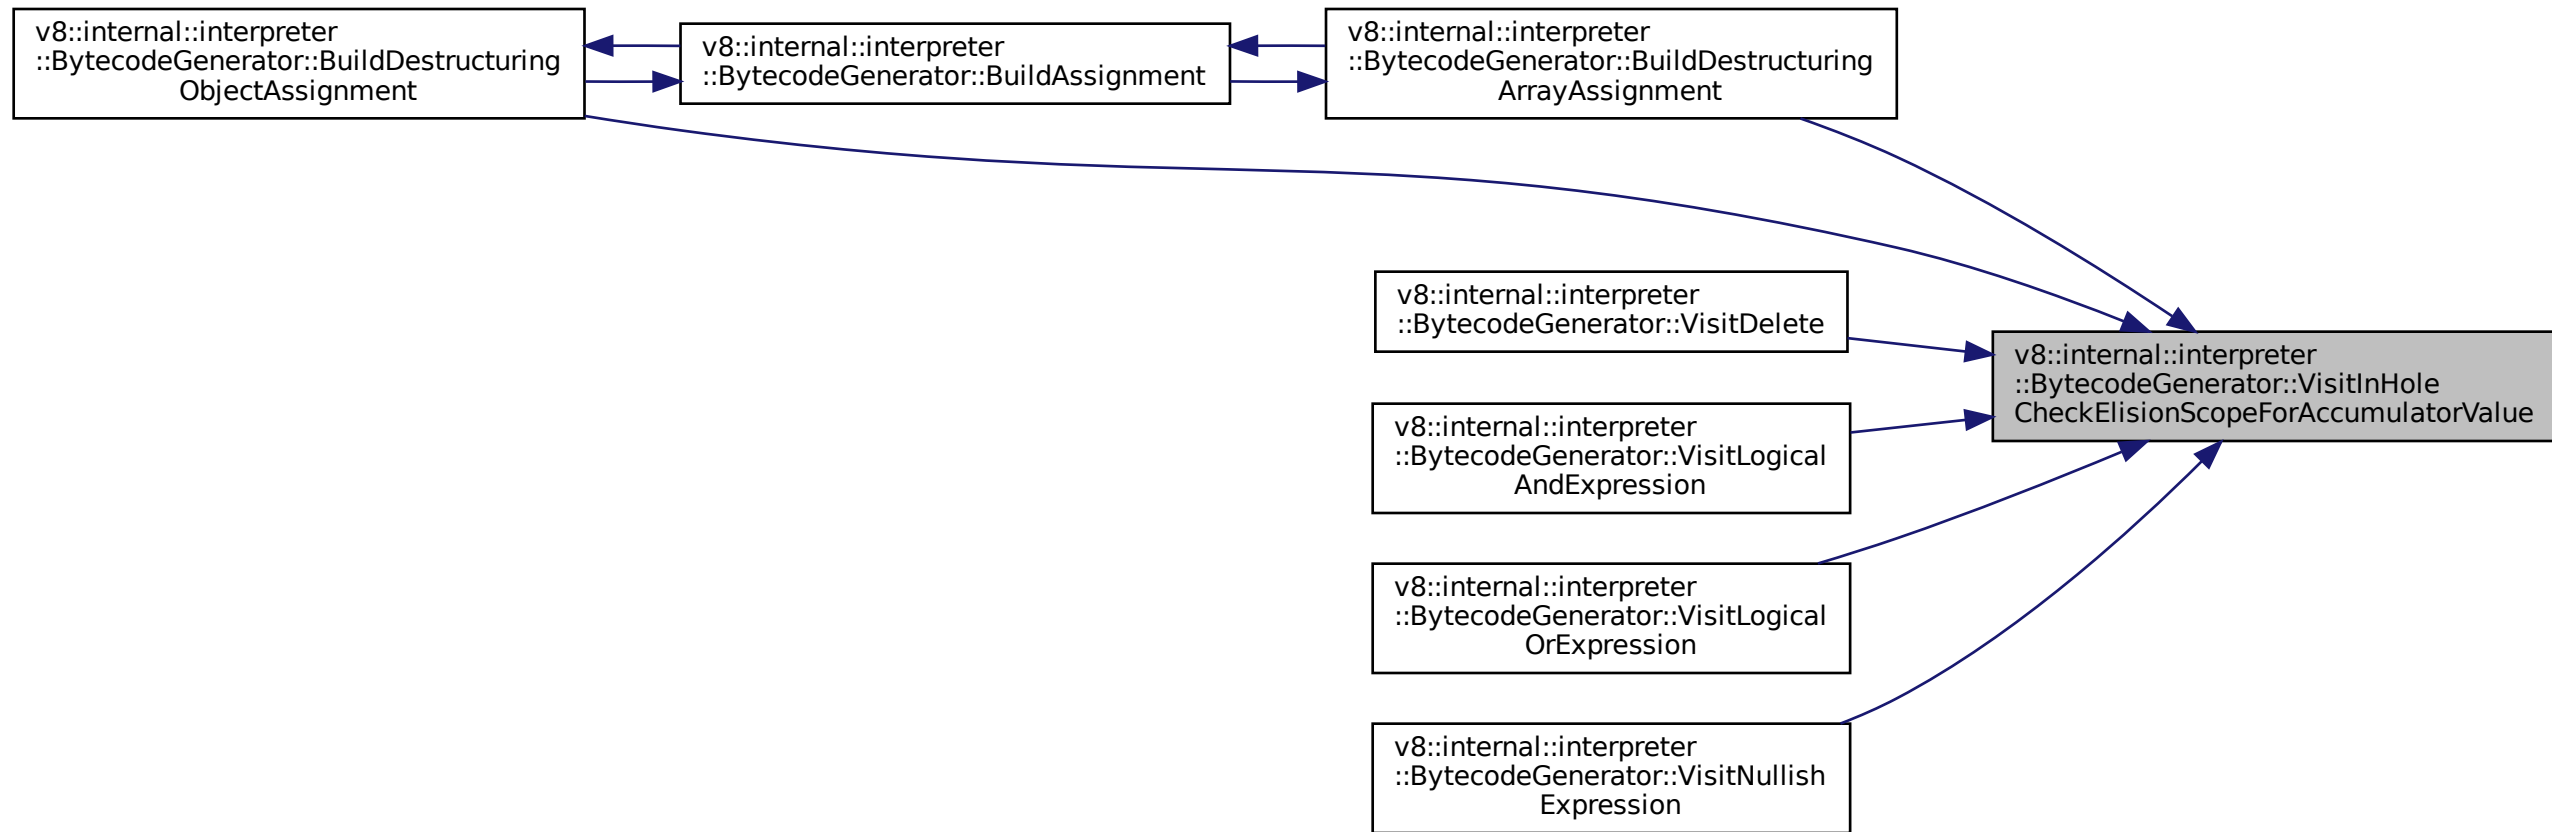 v8::internal::interpreter
::BytecodeGenerator::BuildDestructuring
ObjectAssignment
v8::internal::interpreter
::BytecodeGenerator::BuildAssignment
v8::internal::interpreter
::BytecodeGenerator::BuildDestructuring
ArrayAssignment
v8::internal::interpreter
::BytecodeGenerator::VisitDelete
v8::internal::interpreter
::BytecodeGenerator::VisitInHole
CheckElisionScopeForAccumulatorValue
v8::internal::interpreter
::BytecodeGenerator::VisitLogical
AndExpression
v8::internal::interpreter
::BytecodeGenerator::VisitLogical
OrExpression
v8::internal::interpreter
::BytecodeGenerator::VisitNullish
Expression